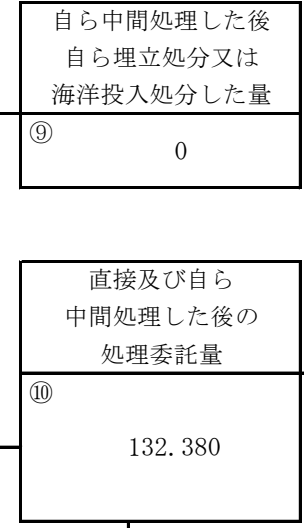 自ら中間処理した後
自ら埋立処分又は
海洋投入処分した量
⑨
0
直接及び自ら
中間処理した後の
処理委託量
⑩
132.380